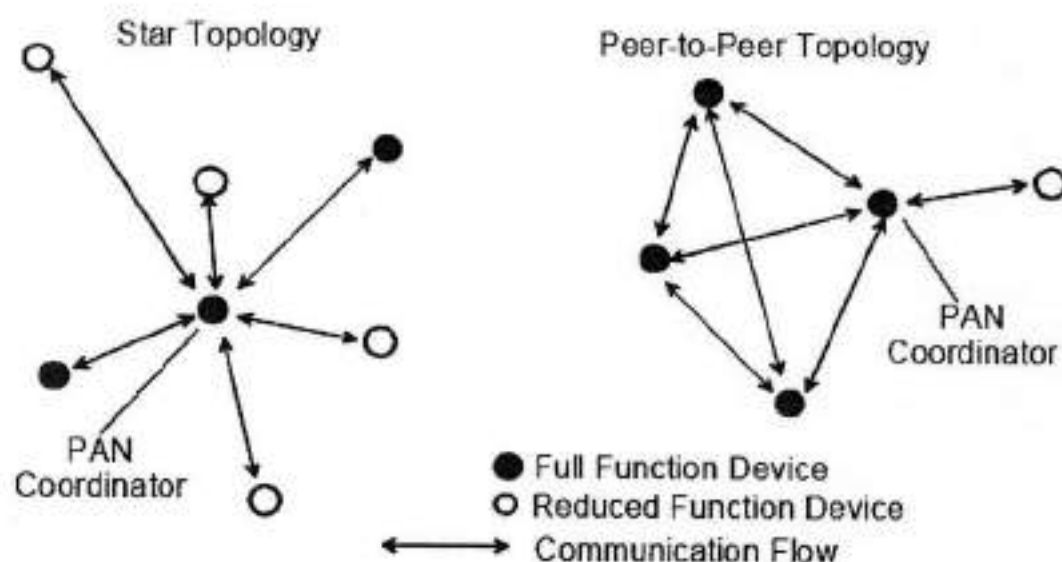 Star Topology
Peer-to-Peer Topology
PAN
Coordinator
PAN
Coordinator
Full Function Device
Reduced Function Device
Communication Flow